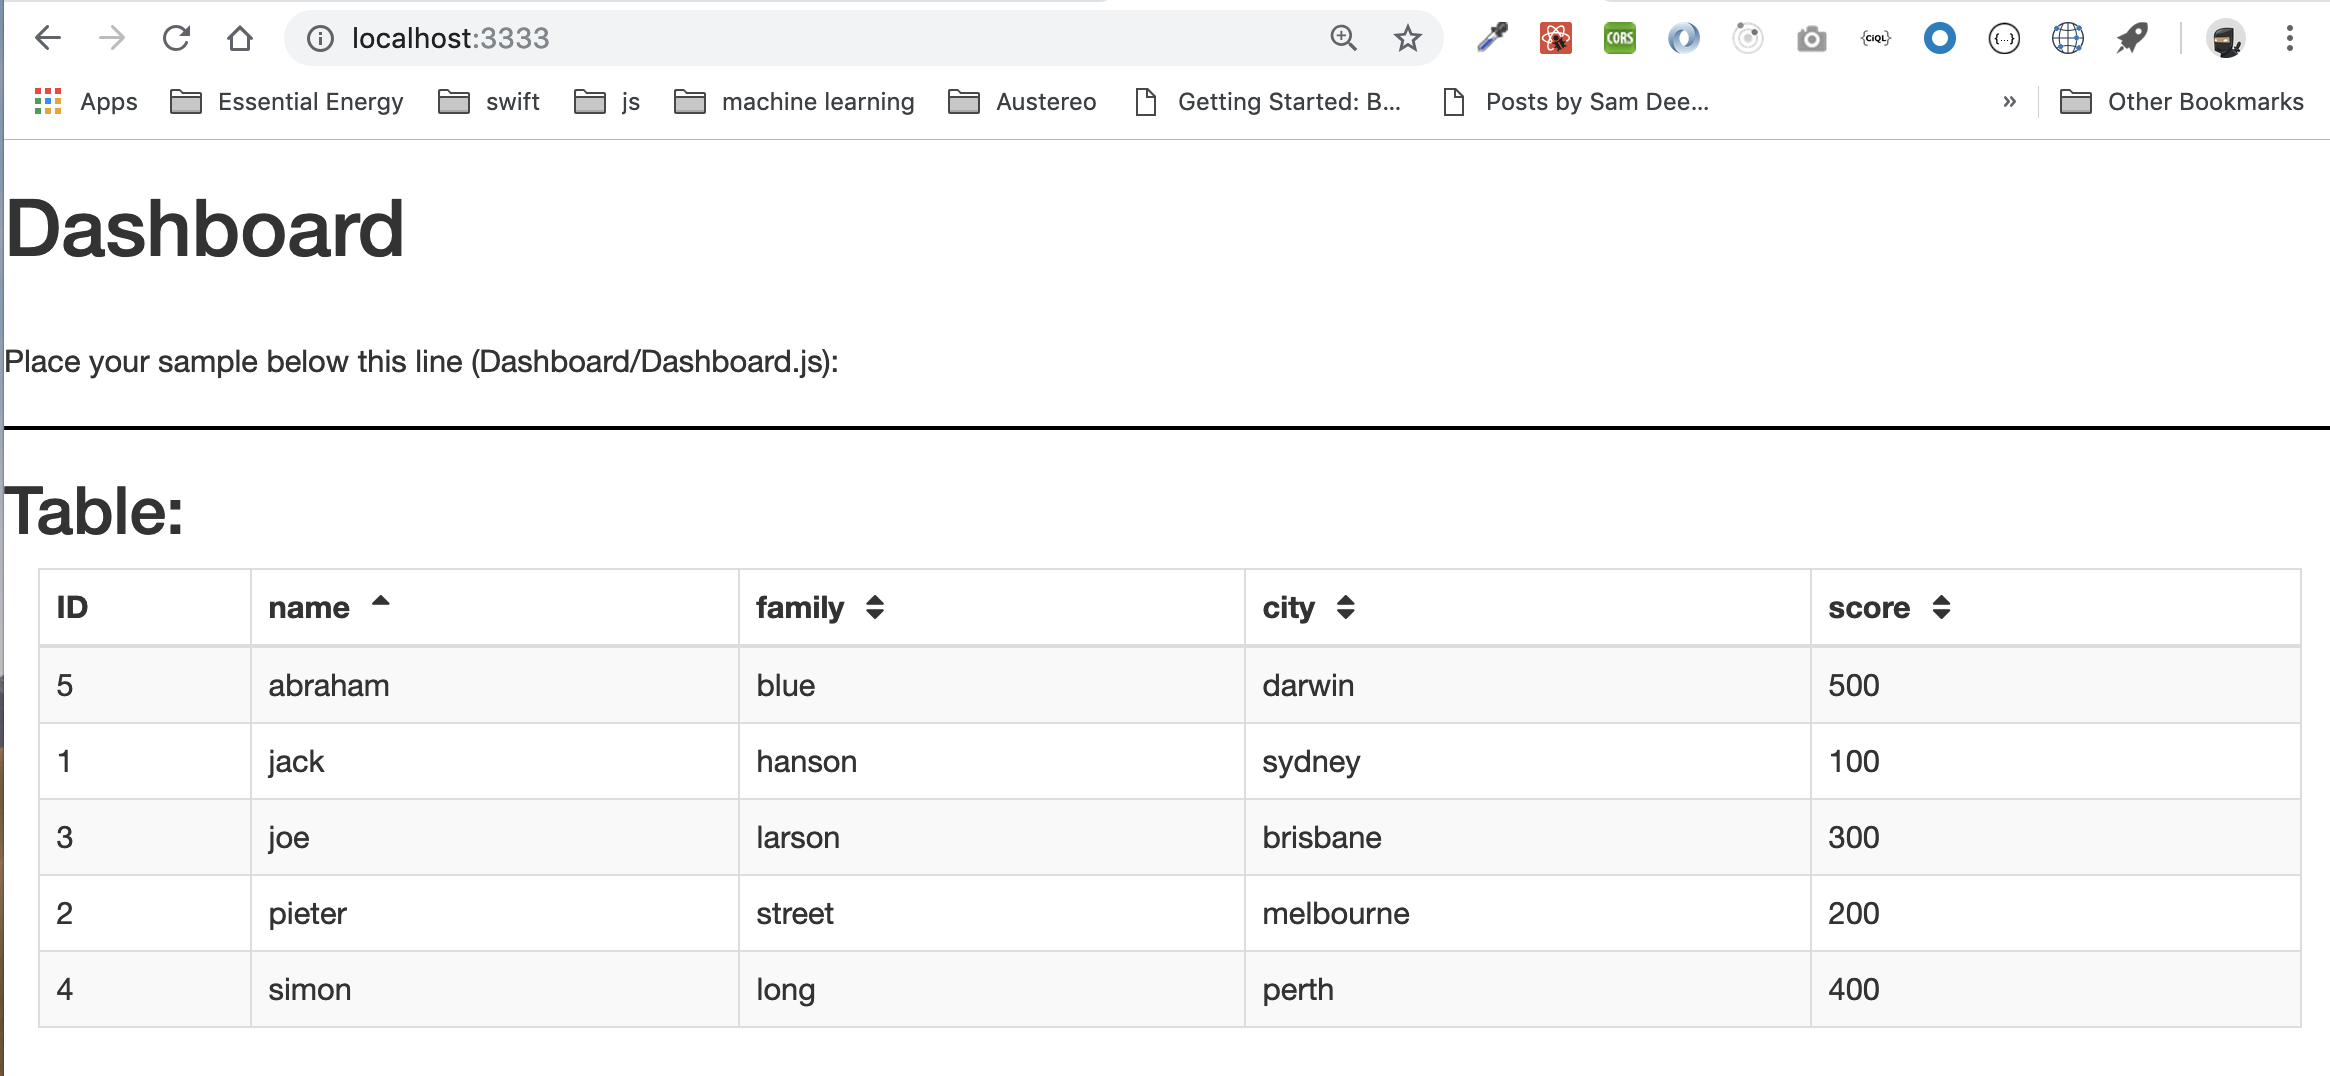 localhost:3333
CORS
{CIQL}
{...}
Apps Essential Energy swift js machine learning Austereo Getting Started: B... Posts by Sam Dee... » Other Bookmarks
Dashboard
Place your sample below this line (Dashboard/Dashboard.js):
Table:
ID name family city score
5 abraham blue darwin 500
1 jack hanson sydney 100
3 joe larson brisbane 300
2 pieter street melbourne 200
4 simon long perth 400